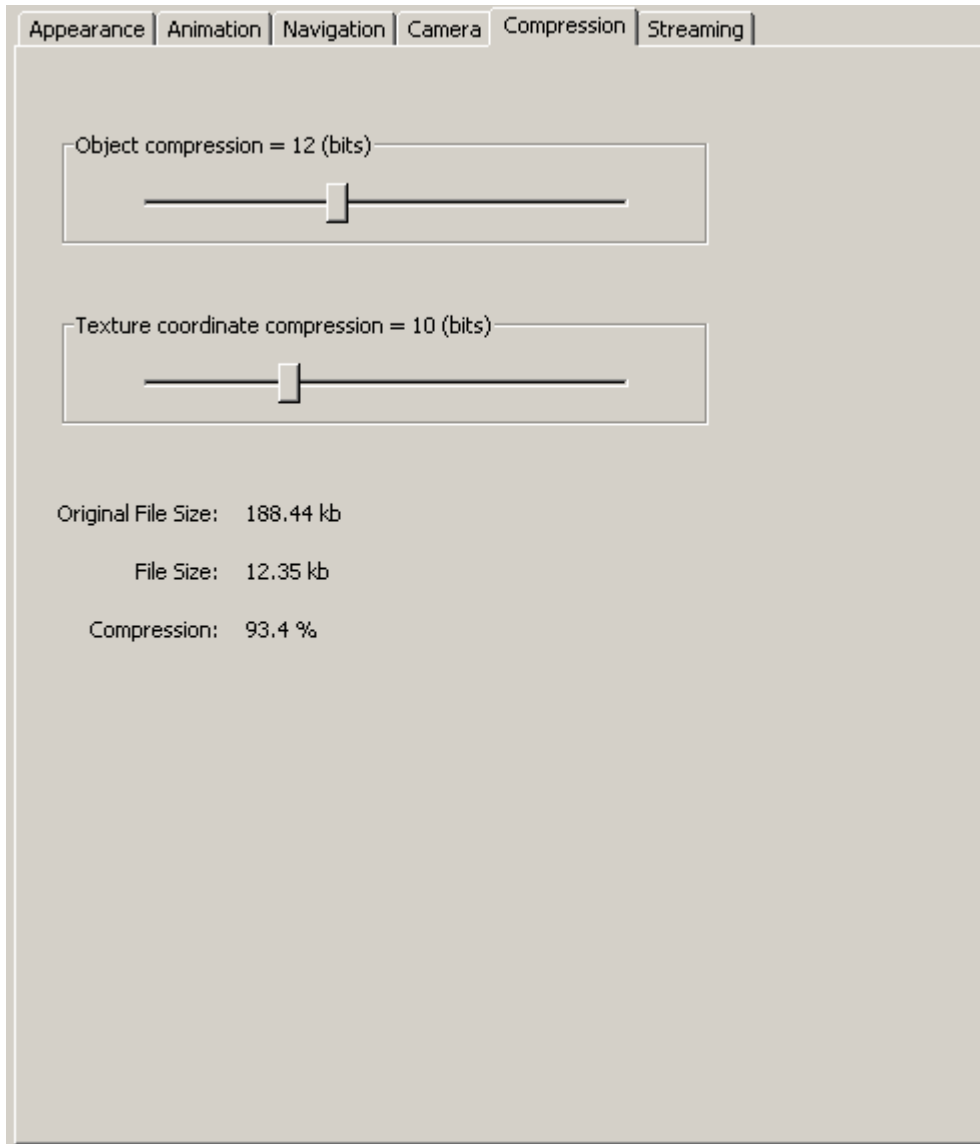 Appearance Animation Navigation Camera Compression Streaming
Object compression = 12 (bits)
Texture coordinate compression = 10 (bits)
Original File Size: 188.44 kb
File Size: 12.35 kb
Compression: 93.4 %